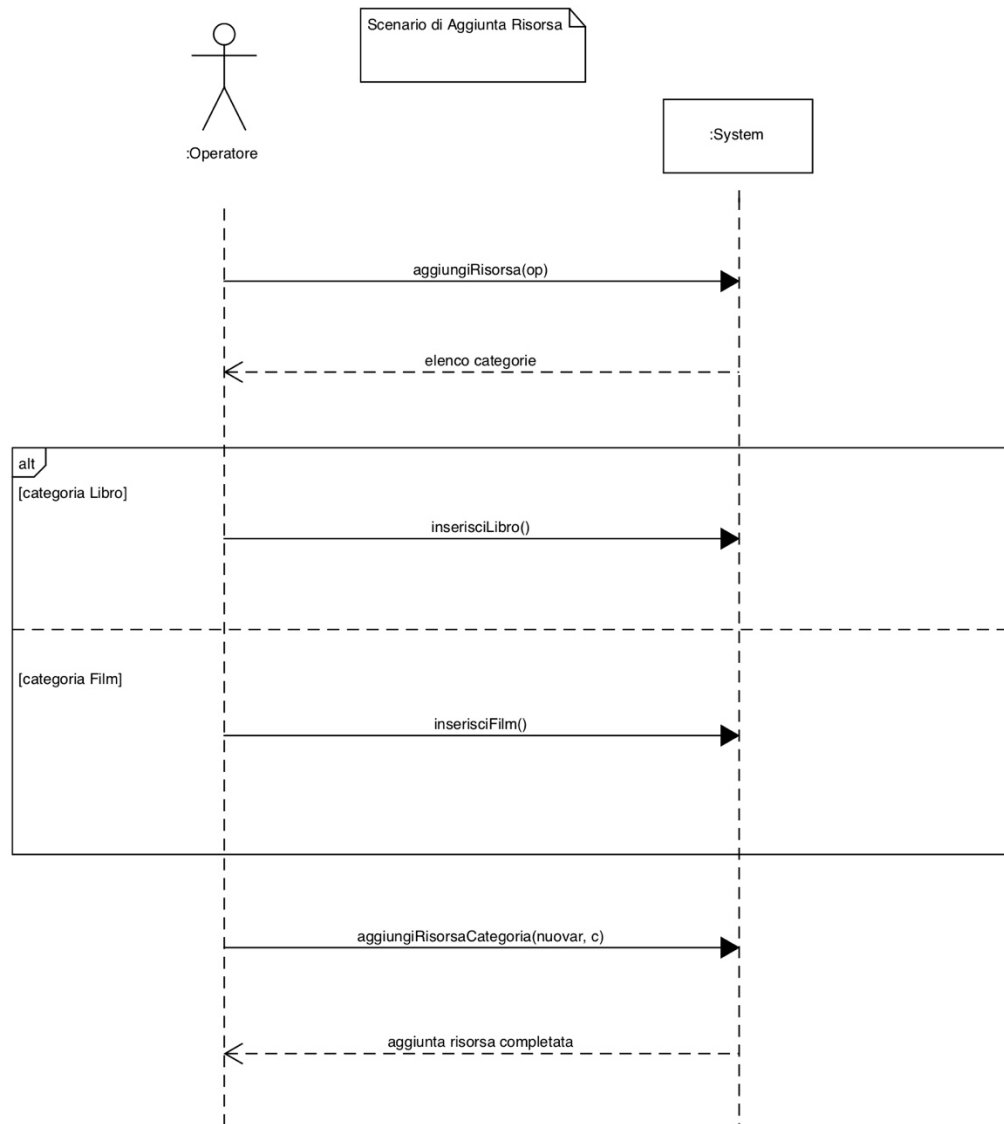 Scenario di Aggiunta Risorsa
:System
:Operatore
aggiungiRisorsa(op)
elenco categorie
alt
[categoria Libro]
inserisciLibro()
[categoria Film]
inserisciFilm()
aggiungiRisorsaCategoria(nuovar, c)
aggiunta risorsa completata